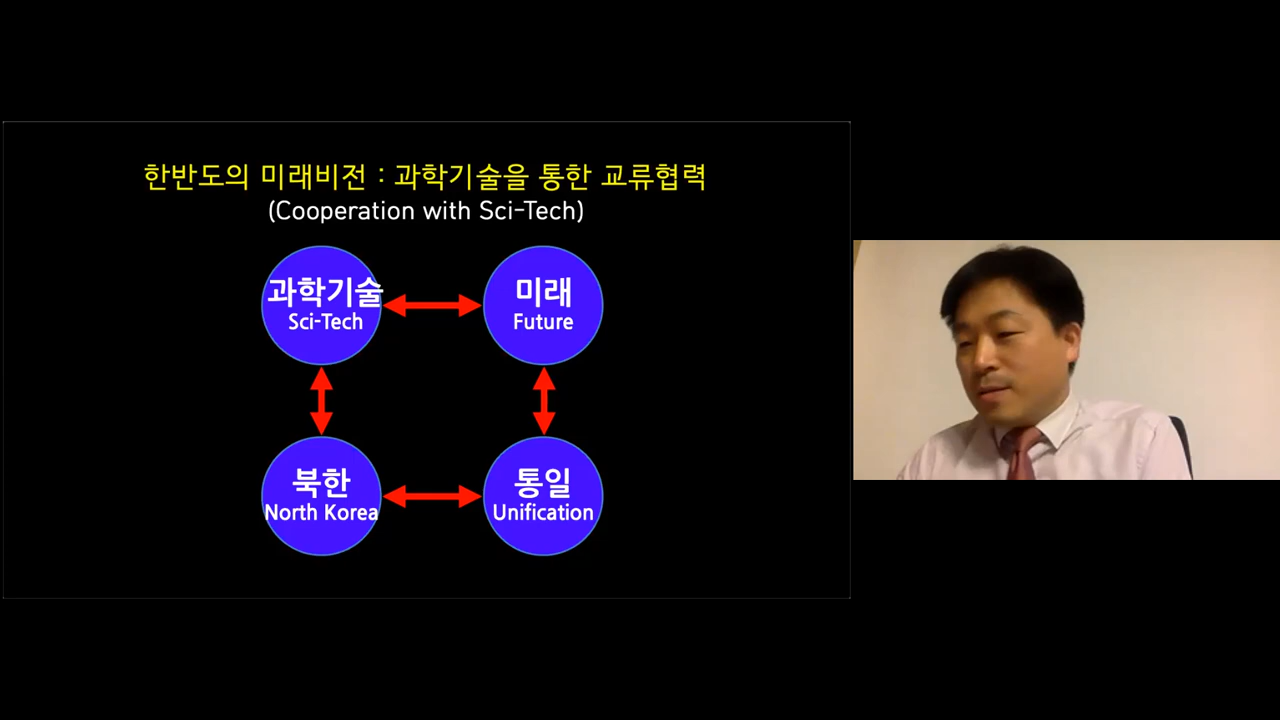 한반도의 미래비전 : 과학기술을 통한 교류협력
(Cooperation with Sci-Tech)
과학기술
Sci-Tech
미래
Future
북한
North Korea
통일
Unification